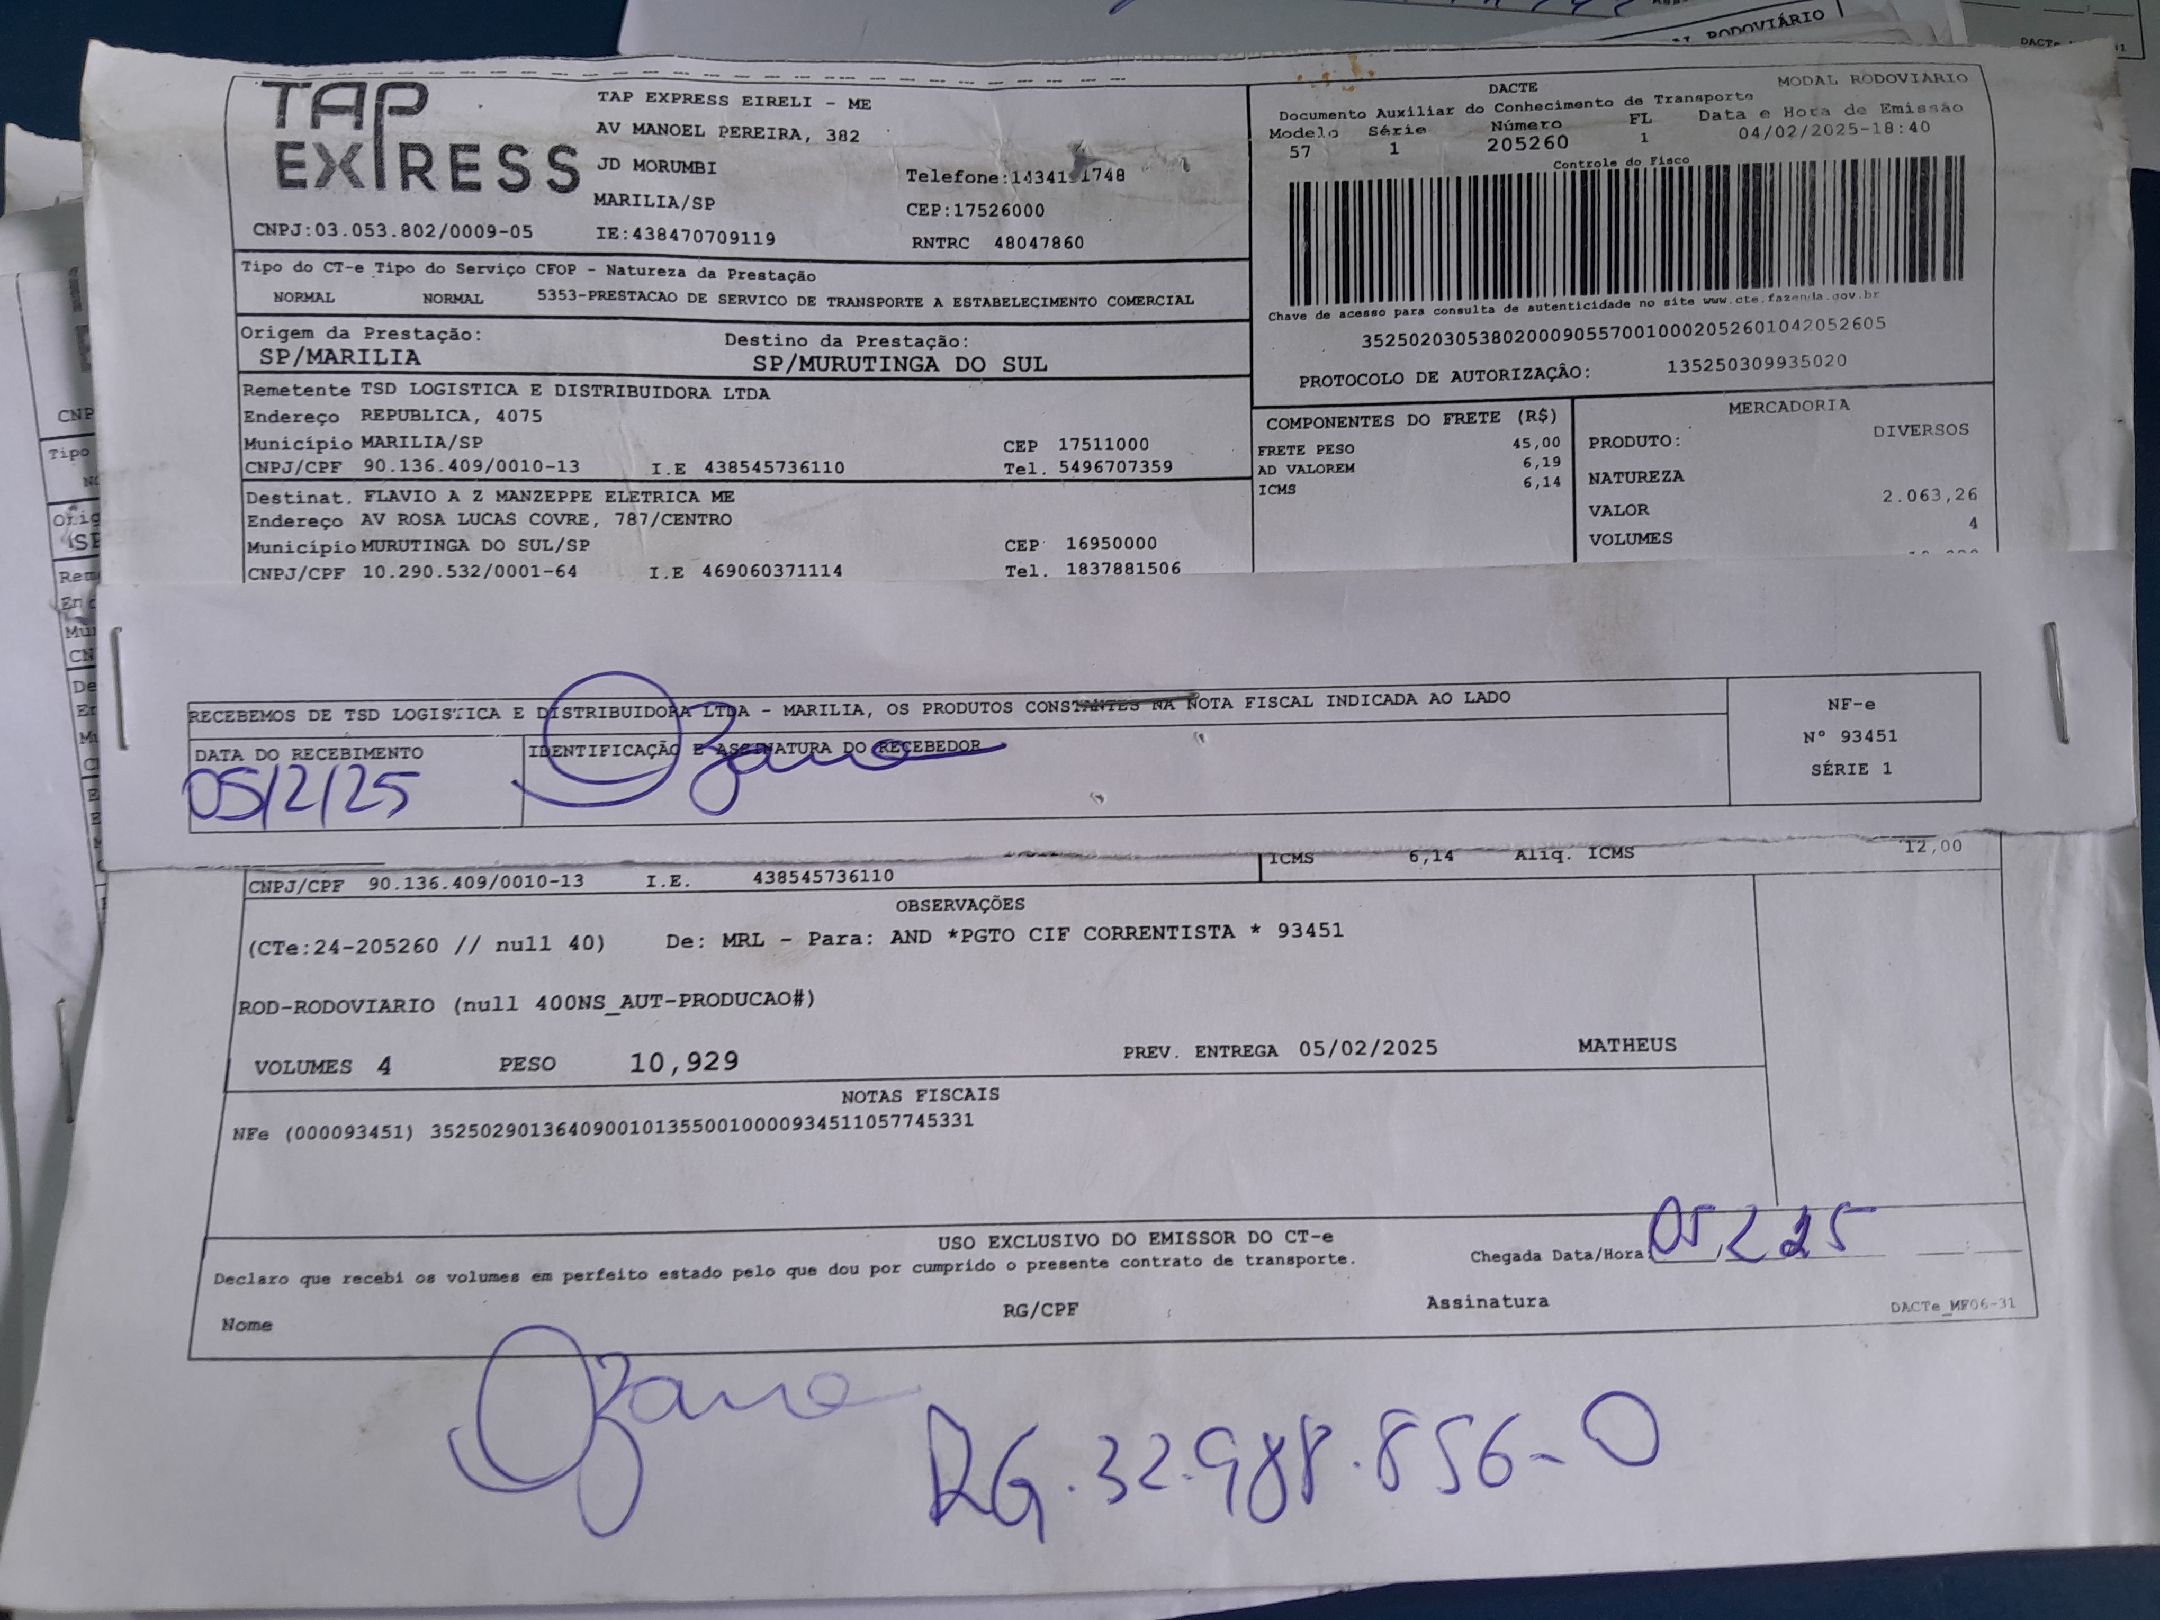 TAP EXPRESS
TAP EXPRESS EIRELI - ME
AV MANOEL PEREIRA, 382
JD MORUMBI
MARILIA/SP
CNPJ:03.053.802/0009-05 IE:438470709119
CEP:17526000
RNTRC 48047860
DACTE MODAL RODOVIARIO
Documento Auxiliar do Conhecimento de Transporte
Modelo Série Número FL Data e Hora de Emissão
57 1 205260 1 04/02/2025-18:40
Controle do Fisco
Chave de acesso para consulta de autenticidade no site www.cte.fazenda.gov.br
35250203053802000905570010002052601042052605
PROTOCOLO DE AUTORIZAÇÃO: 135250309935020
Tipo do CT-e Tipo do Serviço CFOP - Natureza da Prestação
NORMAL NORMAL 5353-PRESTACAO DE SERVICO DE TRANSPORTE A ESTABELECIMENTO COMERCIAL
Origem da Prestação: Destino da Prestação:
SP/MARILIA SP/MURUTINGA DO SUL
Remetente TSD LOGISTICA E DISTRIBUIDORA LTDA
Endereço REPUBLICA, 4075
Município MARILIA/SP CEP 17511000
CNPJ/CPF 90.136.409/0010-13 I.E 438545736110 Tel. 5496707359
Destinat. FLAVIO A Z MANZEPPE ELETRICA ME
Endereço AV ROSA LUCAS COVRE, 787/CENTRO
Município MURUTINGA DO SUL/SP CEP 16950000
CNPJ/CPF 10.290.532/0001-64 I.E 469060371114 Tel. 1837881506
COMPONENTES DO FRETE (R$)
FRETE PESO 45,00
AD VALOREM 6,19
ICMS 6,14
MERCADORIA
PRODUTO: DIVERSOS
NATUREZA
VALOR 2.063,26
VOLUMES 4
RECEBEMOS DE TSD LOGISTICA E DISTRIBUIDORA LTDA - MARILIA, OS PRODUTOS CONSTANTES NA NOTA FISCAL INDICADA AO LADO
DATA DO RECEBIMENTO IDENTIFICAÇÃO E ASSINATURA DO RECEBEDOR
05/2/25
NF-e
N° 93451
SÉRIE 1
ICMS 6,14 Aliq. ICMS 12,00
CNPJ/CPF 90.136.409/0010-13 I.E. 438545736110
OBSERVAÇÕES
(CTe:24-205260 // null 40) De: MRL - Para: AND *PGTO CIF CORRENTISTA * 93451
ROD-RODOVIARIO (null 400NS_AUT-PRODUCAO#)
VOLUMES 4 PESO 10,929 PREV. ENTREGA 05/02/2025 MATHEUS
NOTAS FISCAIS
NFe (000093451) 35250290136409001013550010000934511057745331
USO EXCLUSIVO DO EMISSOR DO CT-e
Declaro que recebi os volumes em perfeito estado pelo que dou por cumprido o presente contrato de transporte.
Chegada Data/Hora: 05/2 25
Nome RG/CPF Assinatura DACTe_MF06-31
RG.32.988.856-0